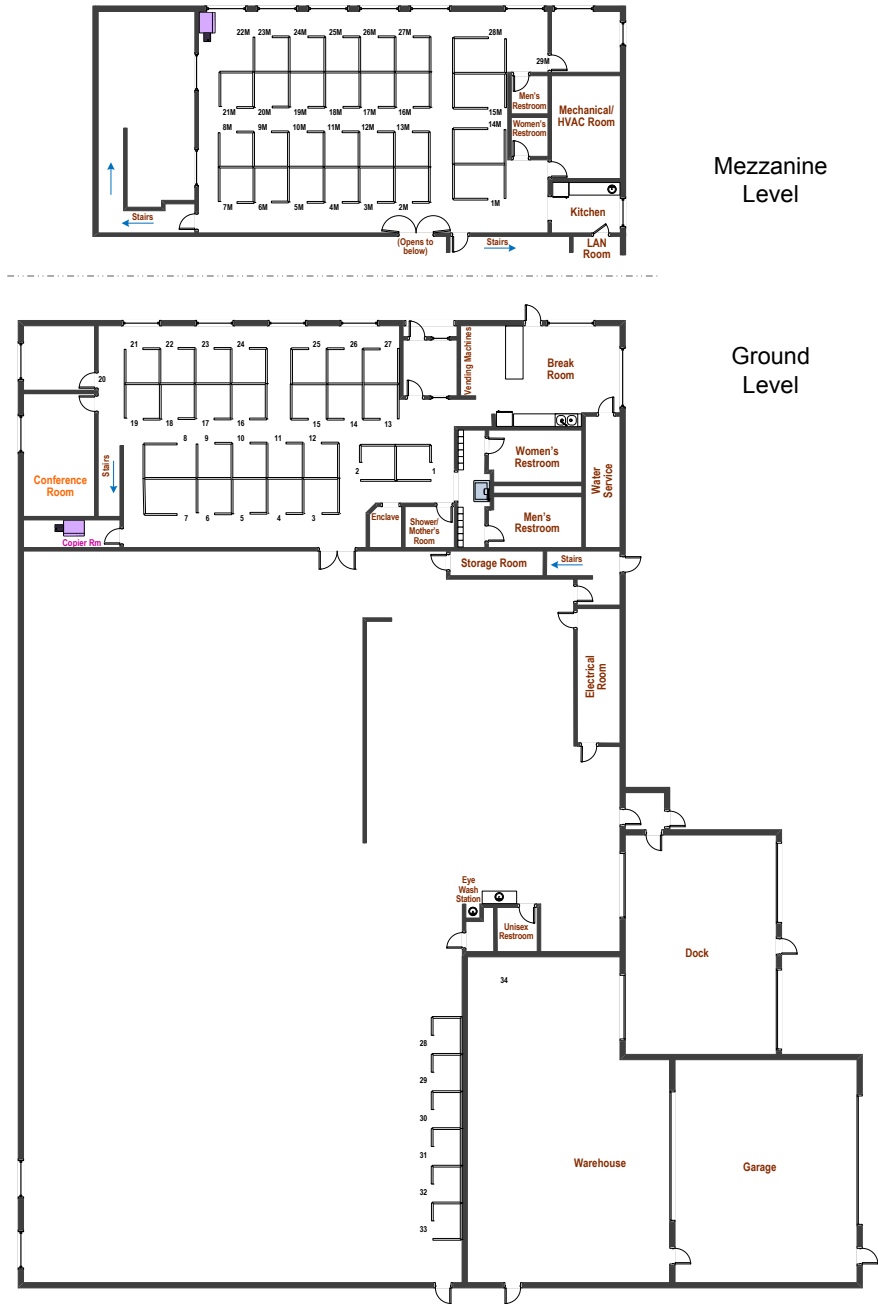 22M 23M 24M 25M 26M 27M 28M
29M
Men's
Restroom
Mechanical/
HVAC Room
21M 20M 19M 18M 17M 16M 15M
8M 9M 10M 11M 12M 13M 14M
Women's
Restroom
Mezzanine
Level
7M 6M 5M 4M 3M 2M 1M
Stairs
Kitchen
(Opens to
below)
Stairs
LAN
Room
21 22 23 24 25 26 27
Vending Machines
Break
Room
Ground
Level
20
19 18 17 16 15 14 13
8 9 10 11 12
2 1
Women's
Restroom
Water
Service
Stairs
Conference
Room
7 6 5 4 3
Enclave
Shower/
Mother's
Room
Men's
Restroom
Copier Rm
Storage Room
Stairs
Electrical
Room
Eye
Wash
Station
Unisex
Restroom
Dock
34
28
29
30
31
32
33
Warehouse
Garage